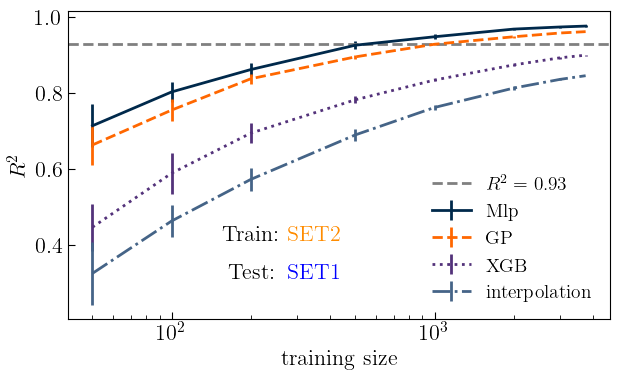 1.0
0.8
0.6
0.4
R²
R² = 0.93
Mlp
GP
XGB
interpolation
Train: SET2
Test: SET1
10²
10³
training size